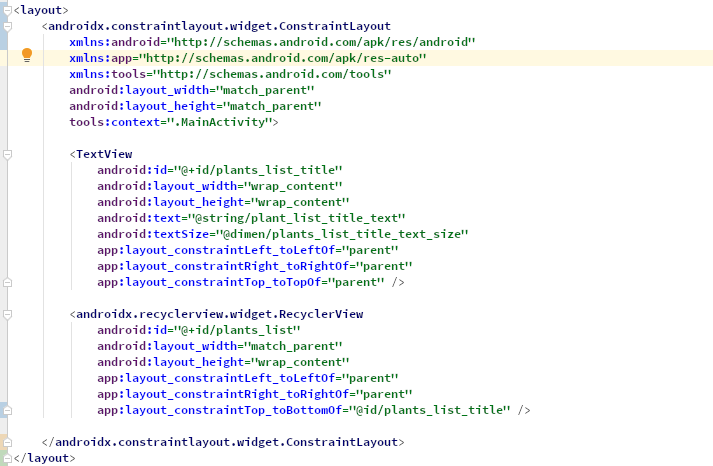 <layout>
<androidx.constraintlayout.widget.ConstraintLayout
xmlns:android="http://schemas.android.com/apk/res/android"
xmlns:app="http://schemas.android.com/apk/res-auto"
xmlns:tools="http://schemas.android.com/tools"
android:layout_width="match_parent"
android:layout_height="match_parent"
tools:context=".MainActivity">
<TextView
android:id="@+id/plants_list_title"
android:layout_width="wrap_content"
android:layout_height="wrap_content"
android:text="@string/plant_list_title_text"
android:textSize="@dimen/plants_list_title_text_size"
app:layout_constraintLeft_toLeftOf="parent"
app:layout_constraintRight_toRightOf="parent"
app:layout_constraintTop_toTopOf="parent" />
<androidx.recyclerview.widget.RecyclerView
android:id="@+id/plants_list"
android:layout_width="match_parent"
android:layout_height="wrap_content"
app:layout_constraintLeft_toLeftOf="parent"
app:layout_constraintRight_toRightOf="parent"
app:layout_constraintTop_toBottomOf="@id/plants_list_title" />
</androidx.constraintlayout.widget.ConstraintLayout>
</layout>